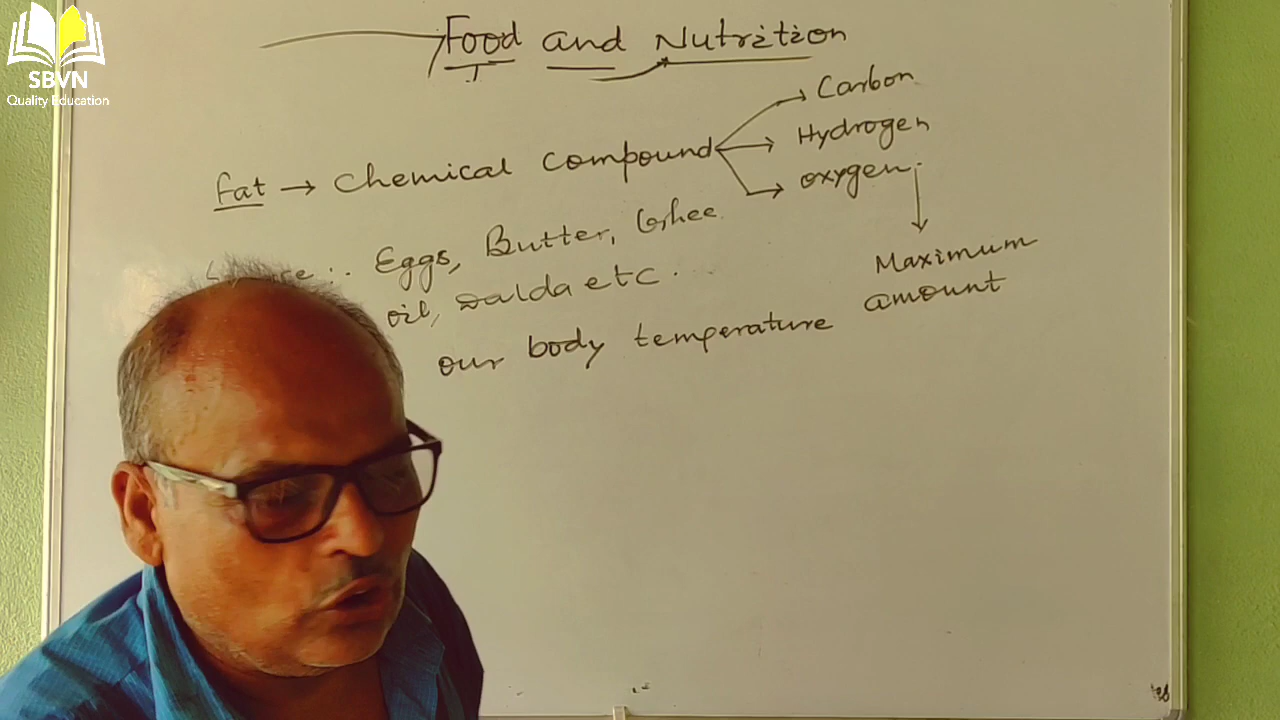 SBVN
Quality Education
Food and Nutrition
Fat → Chemical compound
Carbon
Hydrogen
oxygen
Maximum
amount
Eggs, Butter, Ghee
oil, Dalda etc.
our body temperature